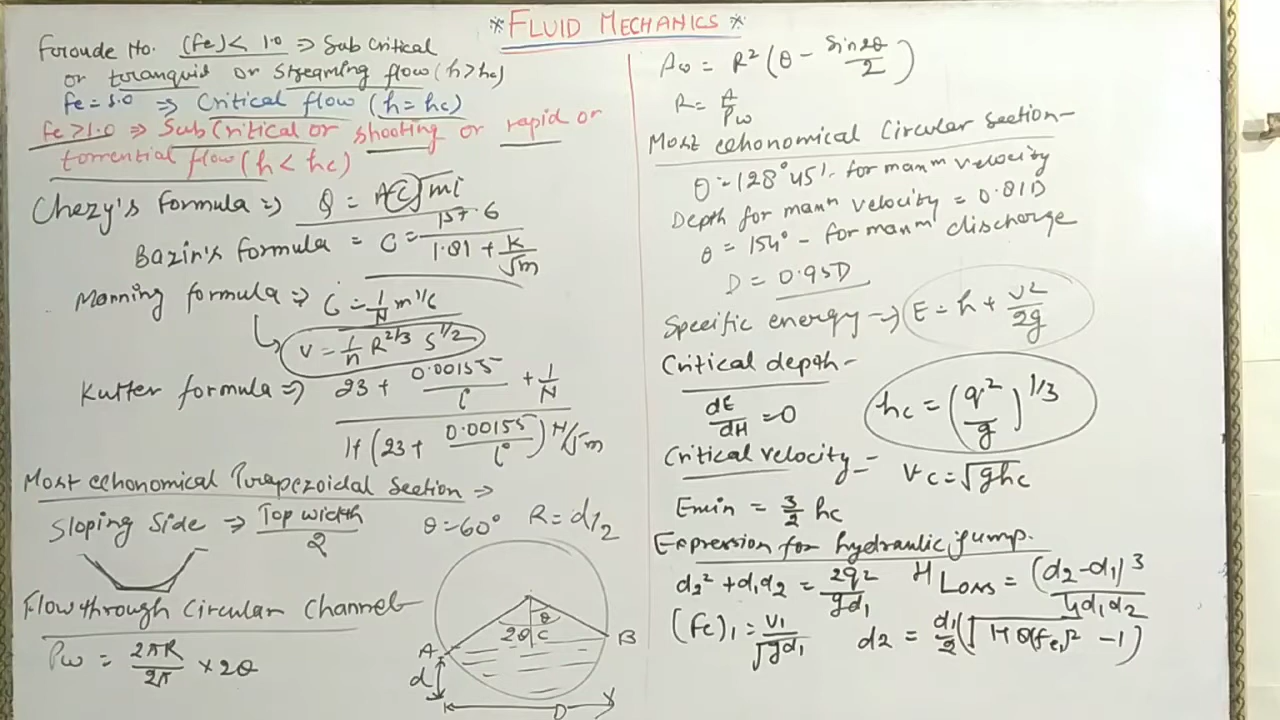 *FLUID MECHANICS*
Foroude No. (Fe) < 1.0 ⇒ Sub Critical
or toranquid or Streaming flow (h > hc)
Fe = 1.0 ⇒ Critical flow (h = hc)
Fe > 1.0 ⇒ Sub Critical or shooting or rapid or
torrential flow (h < hc)
Chezy's Formula ⇒ Q = AC√mi
Bazin's formula = C = 157.6 / (1.81 + K/√m)
Manning formula ⇒ C = 1/N m^1/6
V = 1/n R^2/3 S^1/2
Kutter formula ⇒ (23 + 0.00155/i + 1/N) / (1+(23 + 0.00155/i) N/√m)
Most echonomical Trapezoidal Section ⇒
Sloping Side ⇒ Top width / 2 θ = 60° R = d/2
Flow through Circular Channel
Pw = 2πR/2π × 2θ
A
B
C
θ
2θ
d
D
Aw = R² (θ - Sin2θ/2)
R = A/Pw
Most echonomical Circular section -
θ = 128°45' - for maxm velocity
Depth for maxm velocity = 0.81D
θ = 154° - for maxm discharge
D = 0.95D
Specific energy → E = h + V²/2g
Critical depth -
dE/dH = 0 hc = (q²/g)^1/3
Critical velocity - Vc = √ghc
Emin = 3/2 hc
Expression for hydraulic jump.
d2² + d1d2 = 2q²/gd1 H Loss = (d2-d1)³/4d1d2
(Fe)1 = V1/√gd1 d2 = d1/2 (√1+8(Fe1)² - 1)